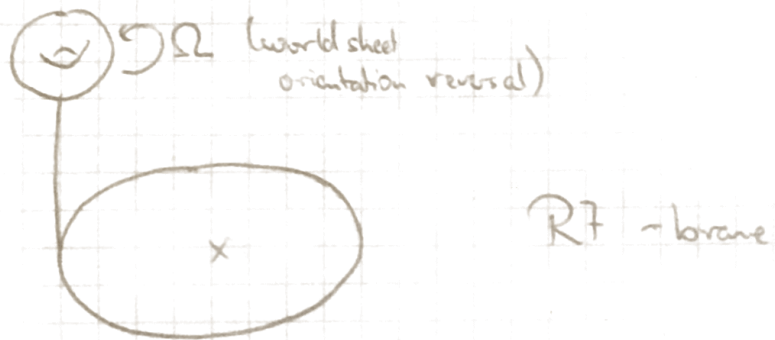 Ω (worldsheet
orientation reversal)
R7-brane